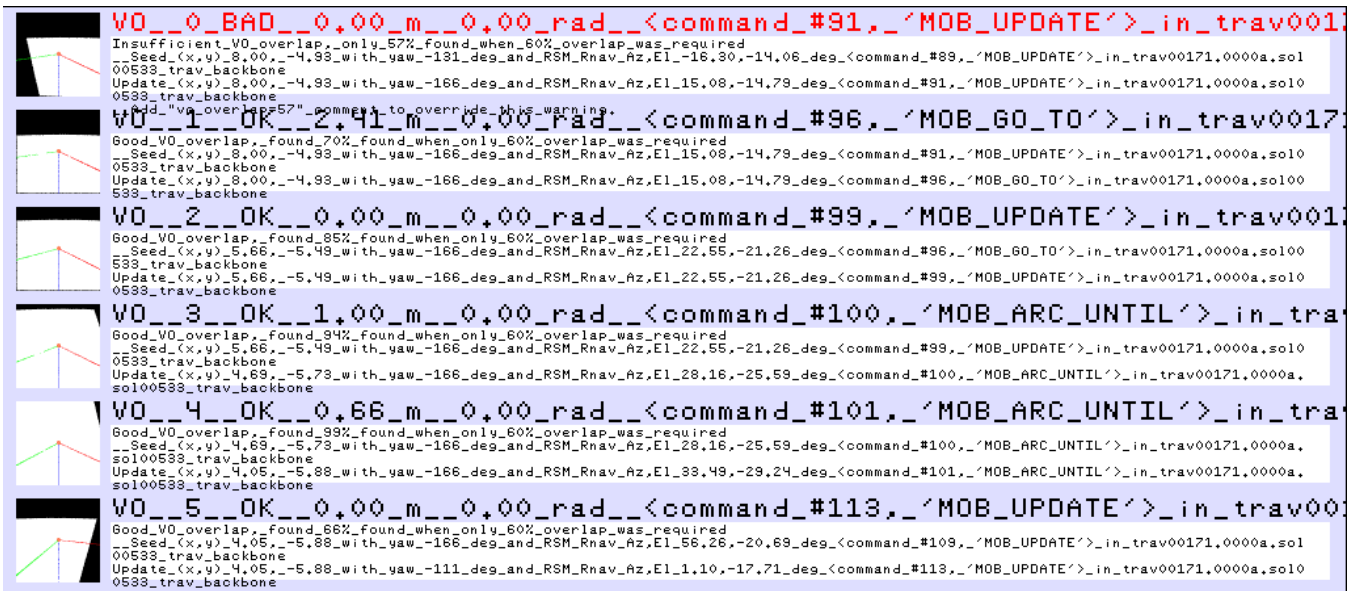 VO__0_BAD__0.00_m__0.00_rad__<command_#91,_'MOB_UPDATE'>_in_trav001
Insufficient_VO_overlap,_only_57%_found_when_60%_overlap_was_required
__Seed_(x,y)_8.00,_-4.93_with_yaw_-131_deg_and_RSM_Rnav_Az,El_-16.30,-14.06_deg_<command_#89,_'MOB_UPDATE'>_in_trav00171.0000a.sol
00533_trav_backbone
Update_(x,y)_8.00,_-4.93_with_yaw_-166_deg_and_RSM_Rnav_Az,El_15.08,-14.79_deg_<command_#91,_'MOB_UPDATE'>_in_trav00171.0000a.sol0
0533_trav_backbone
__Add_"vo_overlap=57"_comment_to_override_this_warning.
VO__1__OK__2.41_m__0.00_rad__<command_#96,_'MOB_GO_TO'>_in_trav0017
Good_VO_overlap,_found_70%_found_when_only_60%_overlap_was_required
__Seed_(x,y)_8.00,_-4.93_with_yaw_-166_deg_and_RSM_Rnav_Az,El_15.08,-14.79_deg_<command_#91,_'MOB_UPDATE'>_in_trav00171.0000a.sol0
0533_trav_backbone
Update_(x,y)_8.00,_-4.93_with_yaw_-166_deg_and_RSM_Rnav_Az,El_15.08,-14.79_deg_<command_#96,_'MOB_GO_TO'>_in_trav00171.0000a.sol00
533_trav_backbone
VO__2__OK__0.00_m__0.00_rad__<command_#99,_'MOB_UPDATE'>_in_trav001
Good_VO_overlap,_found_85%_found_when_only_60%_overlap_was_required
__Seed_(x,y)_5.66,_-5.49_with_yaw_-166_deg_and_RSM_Rnav_Az,El_22.55,-21.26_deg_<command_#96,_'MOB_GO_TO'>_in_trav00171.0000a.sol00
533_trav_backbone
Update_(x,y)_5.66,_-5.49_with_yaw_-166_deg_and_RSM_Rnav_Az,El_22.55,-21.26_deg_<command_#99,_'MOB_UPDATE'>_in_trav00171.0000a.sol0
0533_trav_backbone
VO__3__OK__1.00_m__0.00_rad__<command_#100,_'MOB_ARC_UNTIL'>_in_tra
Good_VO_overlap,_found_94%_found_when_only_60%_overlap_was_required
__Seed_(x,y)_5.66,_-5.49_with_yaw_-166_deg_and_RSM_Rnav_Az,El_22.55,-21.26_deg_<command_#99,_'MOB_UPDATE'>_in_trav00171.0000a.sol0
0533_trav_backbone
Update_(x,y)_4.69,_-5.73_with_yaw_-166_deg_and_RSM_Rnav_Az,El_28.16,-25.59_deg_<command_#100,_'MOB_ARC_UNTIL'>_in_trav00171.0000a.
sol00533_trav_backbone
VO__4__OK__0.66_m__0.00_rad__<command_#101,_'MOB_ARC_UNTIL'>_in_tra
Good_VO_overlap,_found_99%_found_when_only_60%_overlap_was_required
__Seed_(x,y)_4.69,_-5.73_with_yaw_-166_deg_and_RSM_Rnav_Az,El_28.16,-25.59_deg_<command_#100,_'MOB_ARC_UNTIL'>_in_trav00171.0000a.
sol00533_trav_backbone
Update_(x,y)_4.05,_-5.88_with_yaw_-166_deg_and_RSM_Rnav_Az,El_33.49,-29.24_deg_<command_#101,_'MOB_ARC_UNTIL'>_in_trav00171.0000a.
sol00533_trav_backbone
VO__5__OK__0.00_m__0.00_rad__<command_#113,_'MOB_UPDATE'>_in_trav00
Good_VO_overlap,_found_66%_found_when_only_60%_overlap_was_required
__Seed_(x,y)_4.05,_-5.88_with_yaw_-166_deg_and_RSM_Rnav_Az,El_56.26,-20.69_deg_<command_#109,_'MOB_UPDATE'>_in_trav00171.0000a.sol
00533_trav_backbone
Update_(x,y)_4.05,_-5.88_with_yaw_-111_deg_and_RSM_Rnav_Az,El_1.10,-17.71_deg_<command_#113,_'MOB_UPDATE'>_in_trav00171.0000a.sol0
0533_trav_backbone